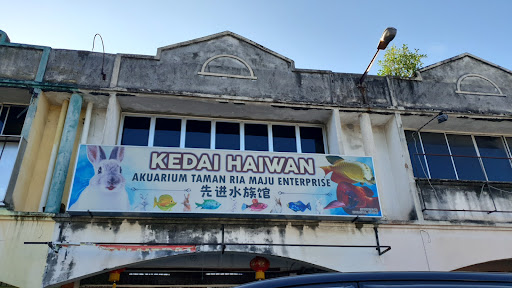 KEDAI HAIWAN
AKUARIUM TAMAN RIA MAJU ENTERPRISE
先进水族馆